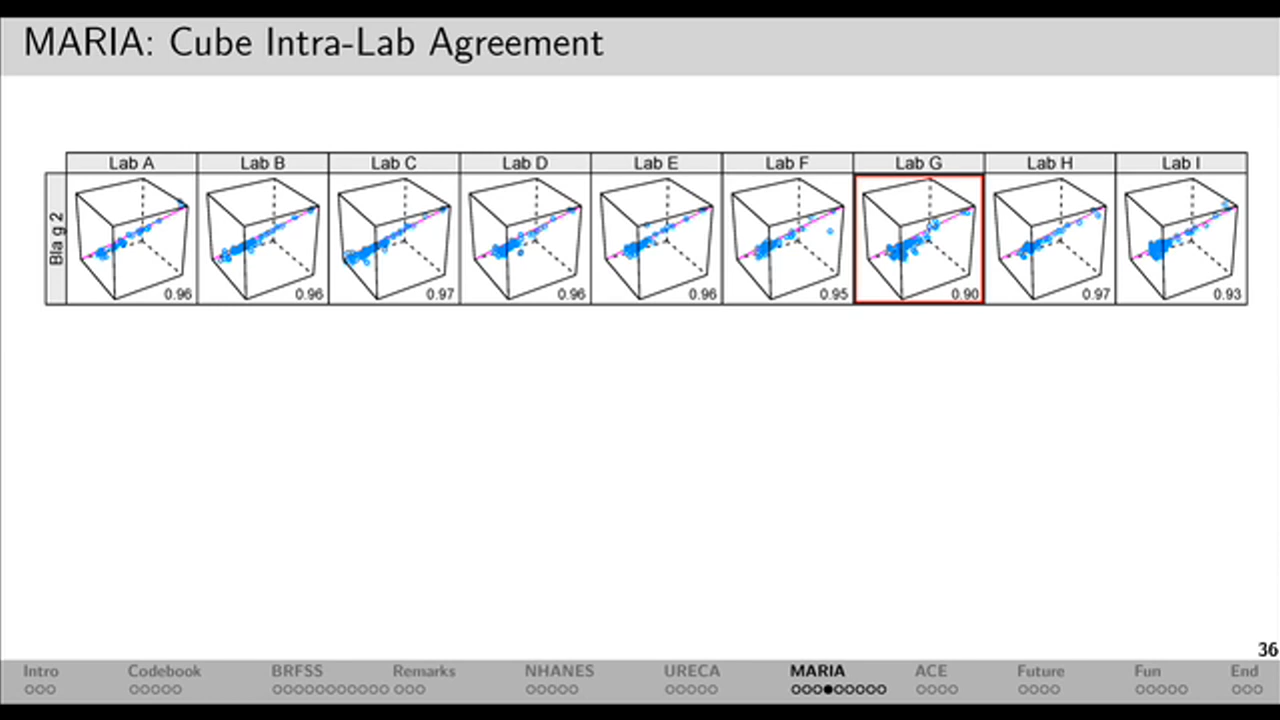 MARIA: Cube Intra-Lab Agreement
Lab A Lab B Lab C Lab D Lab E Lab F Lab G Lab H Lab I
Bla g 2
0.96 0.96 0.97 0.96 0.96 0.95 0.90 0.97 0.93
36
Intro Codebook BRFSS Remarks NHANES URECA MARIA ACE Future Fun End